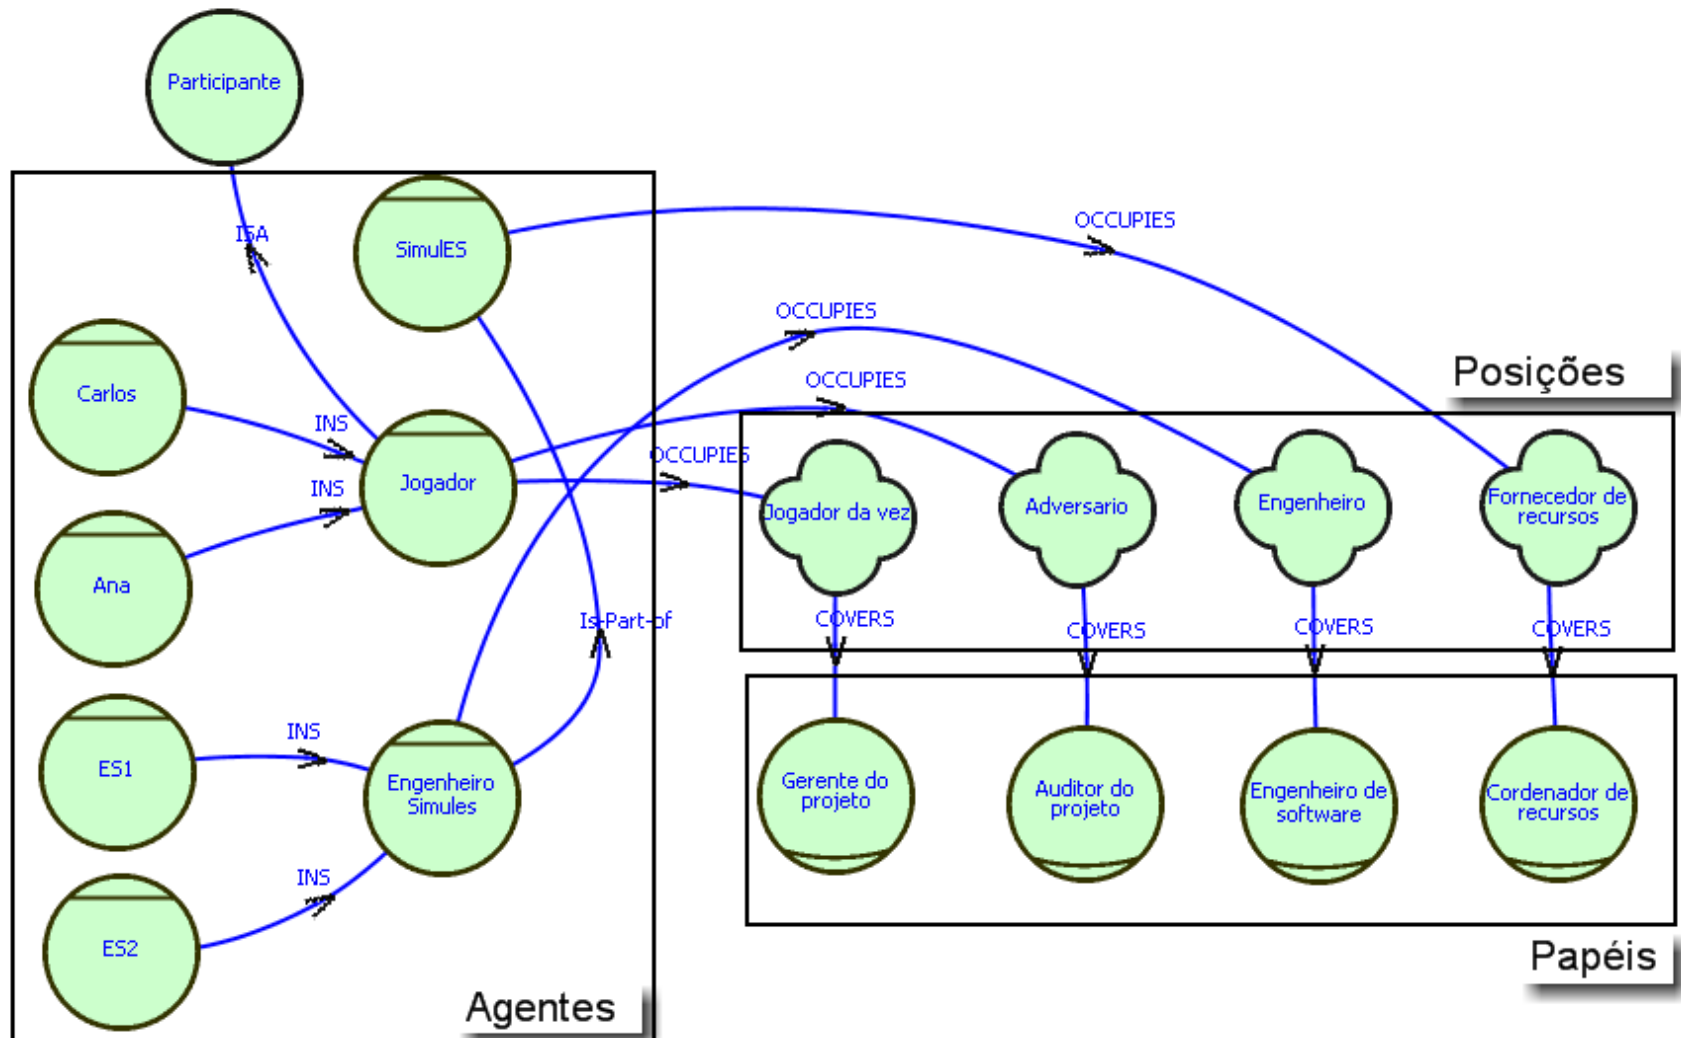 Participante
ISA
SimulES
OCCUPIES
OCCUPIES
Carlos
INS
OCCUPIES
Posições
INS
Jogador
OCCUPIES
Jogador da vez
Adversario
Engenheiro
Fornecedor de
recursos
Ana
Is-Part-of
COVERS
COVERS
COVERS
COVERS
ES1
INS
Engenheiro
Simules
Gerente do
projeto
Auditor do
projeto
Engenheiro de
software
Cordenador de
recursos
INS
ES2
Agentes
Papéis